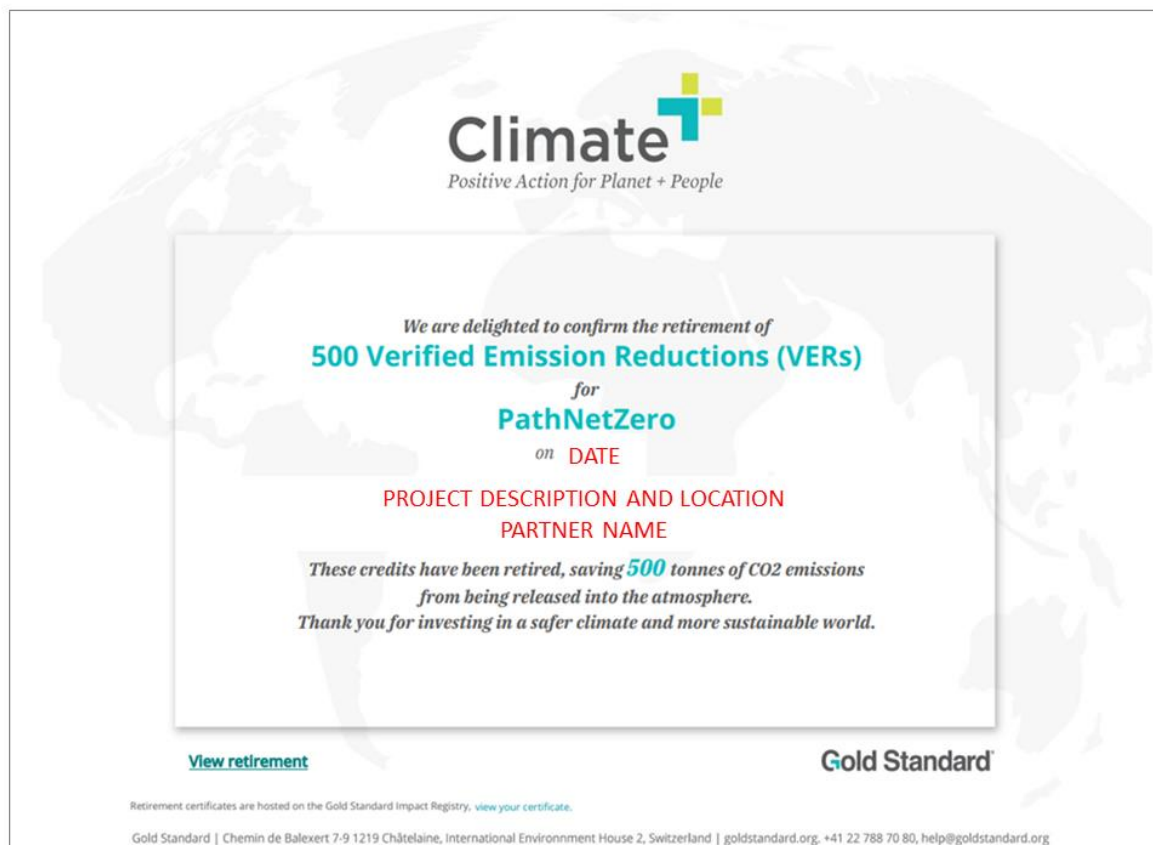 Climate
Positive Action for Planet + People
We are delighted to confirm the retirement of
500 Verified Emission Reductions (VERs)
for
PathNetZero
on DATE
PROJECT DESCRIPTION AND LOCATION
PARTNER NAME
These credits have been retired, saving 500 tonnes of CO2 emissions
from being released into the atmosphere.
Thank you for investing in a safer climate and more sustainable world.
View retirement
Gold Standard
Retirement certificates are hosted on the Gold Standard Impact Registry, view your certificate.
Gold Standard | Chemin de Balexert 7-9 1219 Châtelaine, International Environnment House 2, Switzerland | goldstandard.org. +41 22 788 70 80, help@goldstandard.org